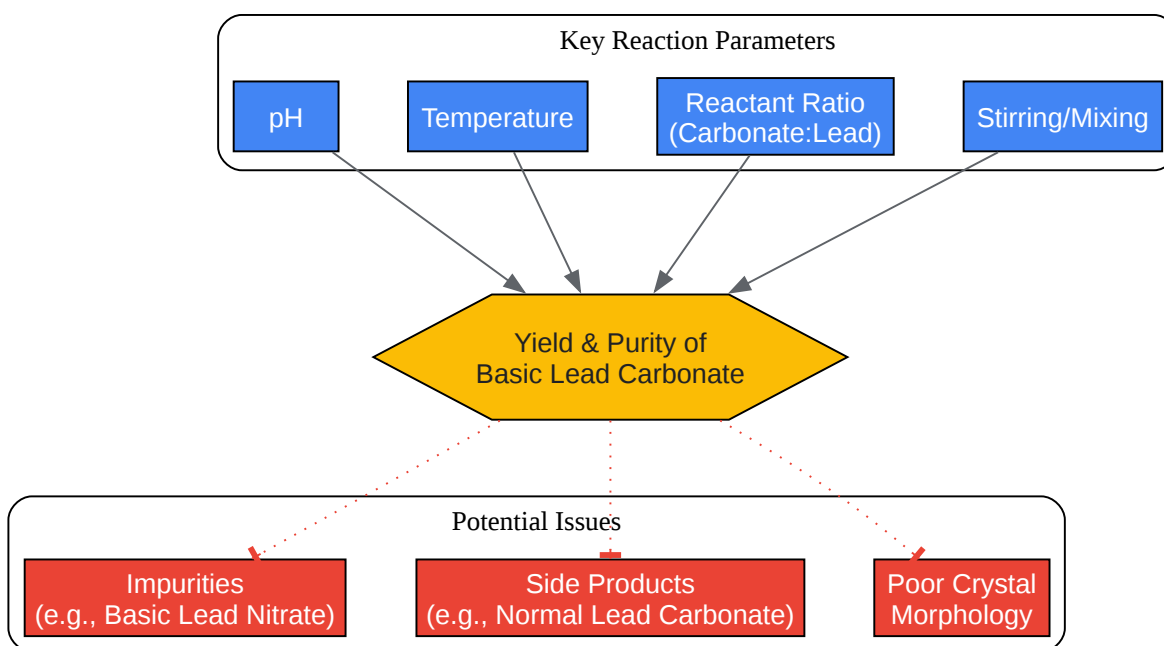 Key Reaction Parameters
pH
Temperature
Reactant Ratio
(Carbonate:Lead)
Stirring/Mixing
Yield & Purity of
Basic Lead Carbonate
Potential Issues
Impurities
(e.g., Basic Lead Nitrate)
Side Products
(e.g., Normal Lead Carbonate)
Poor Crystal
Morphology